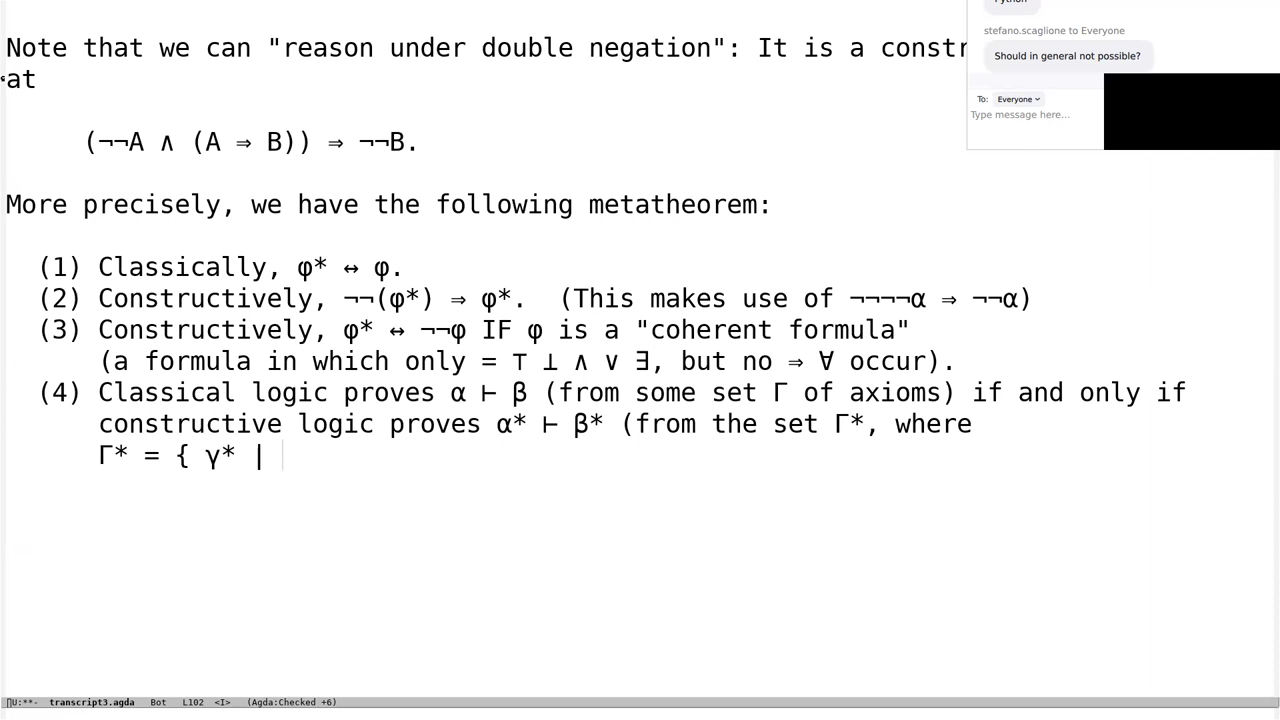 Note that we can "reason under double negation": It is a constr
at
(¬¬A ∧ (A ⇒ B)) ⇒ ¬¬B.
More precisely, we have the following metatheorem:
(1) Classically, φ* ↔ φ.
(2) Constructively, ¬¬(φ*) ⇒ φ*.  (This makes use of ¬¬¬¬α ⇒ ¬¬α)
(3) Constructively, φ* ↔ ¬¬φ IF φ is a "coherent formula"
(a formula in which only = ⊤ ⊥ ∧ ∨ ∃, but no ⇒ ∀ occur).
(4) Classical logic proves α ⊢ β (from some set Γ of axioms) if and only if
constructive logic proves α* ⊢ β* (from the set Γ*, where
Γ* = { γ* |
Python
stefano.scaglione to Everyone
Should in general not possible?
To: Everyone
Type message here...
U:**-  transcript3.agda   Bot   L102  <I>   (Agda:Checked +6)